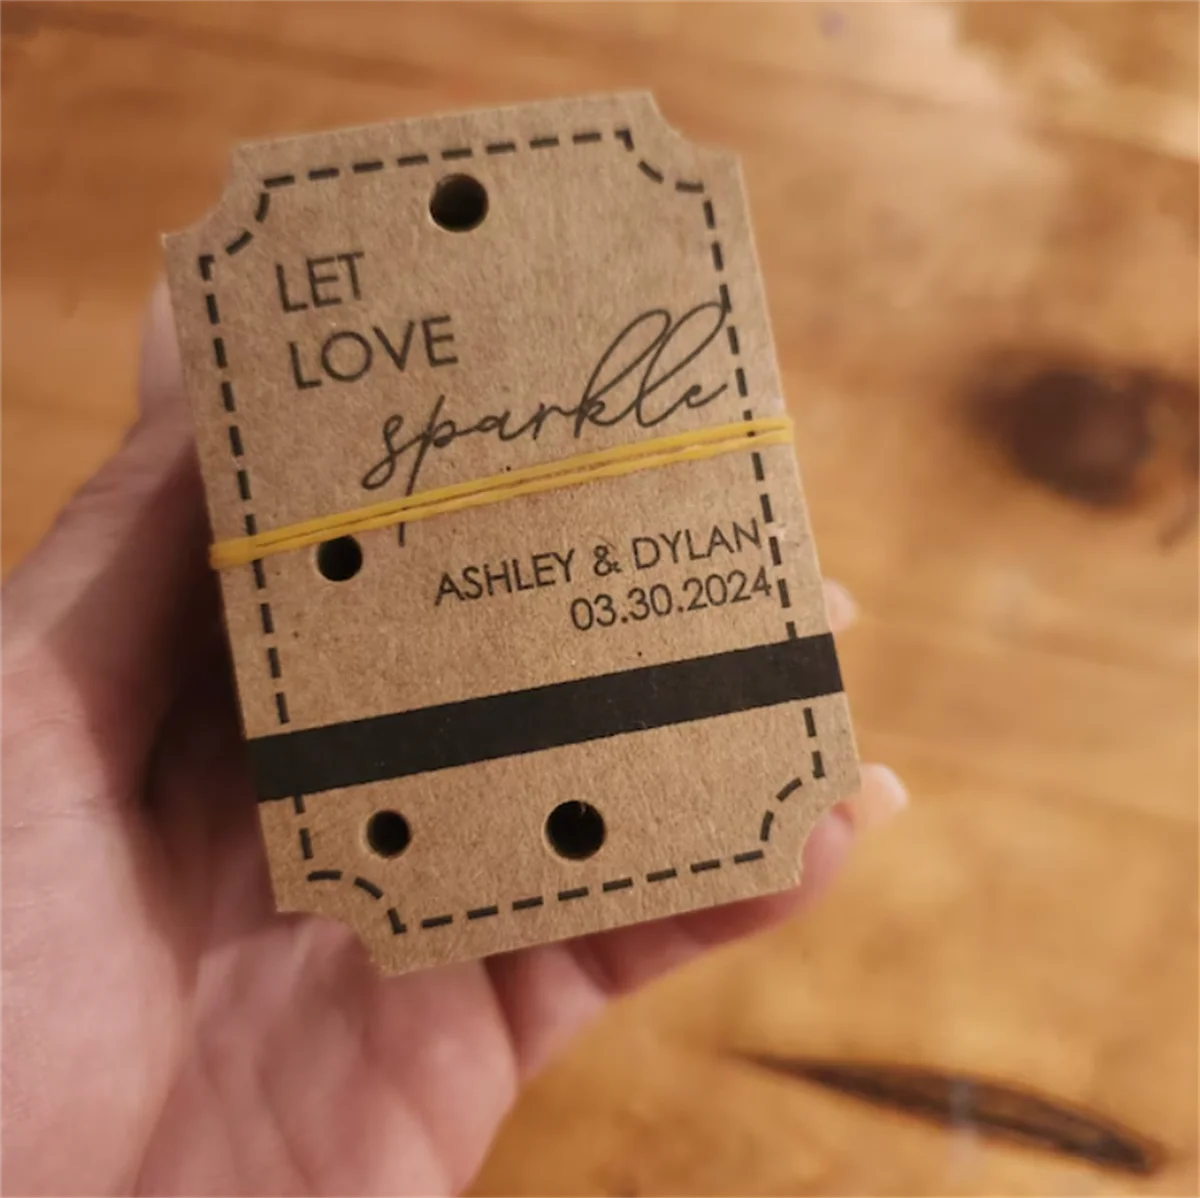 LET
LOVE
sparkle
ASHLEY & DYLAN
03.30.2024